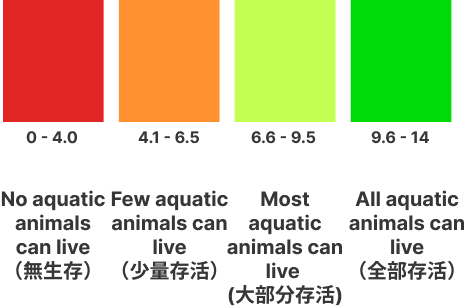 0 - 4.0
4.1 - 6.5
6.6 - 9.5
9.6 - 14
No aquatic
animals
can live
（無生存）
Few aquatic
animals can
live
（少量存活）
Most
aquatic
animals can
live
(大部分存活)
All aquatic
animals can
live
（全部存活）